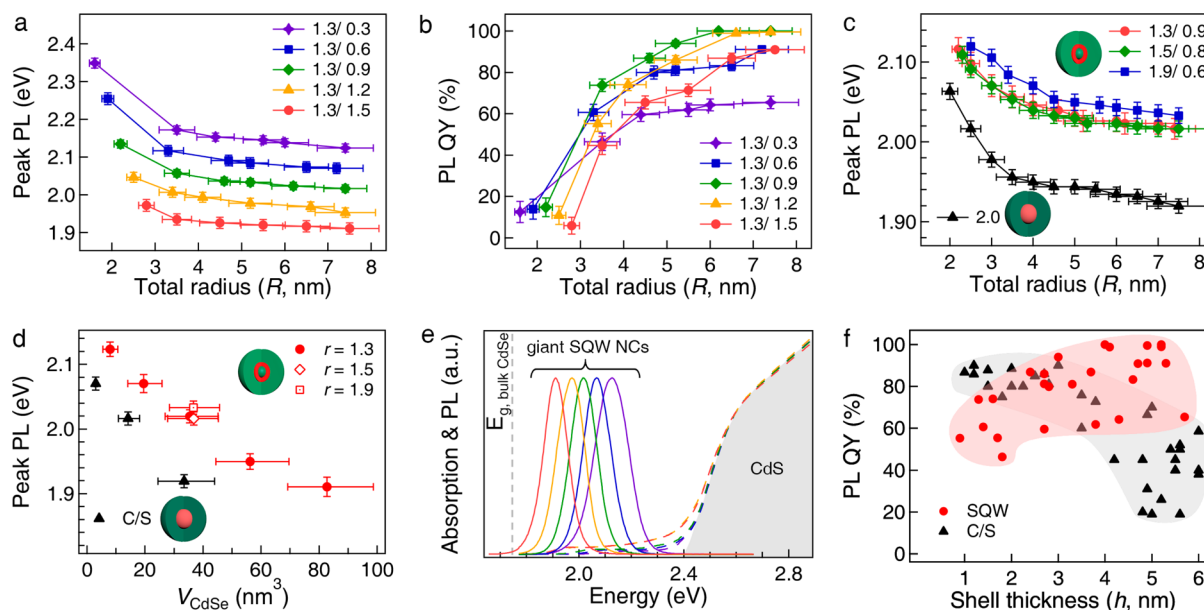 a
Peak PL (eV)
2.4
2.3
2.2
2.1
2.0
1.9
1.3/ 0.3
1.3/ 0.6
1.3/ 0.9
1.3/ 1.2
1.3/ 1.5
1 2 3 4 5 6 7 8
Total radius (R, nm)
b
PL QY (%)
100
80
60
40
20
0
1.3/ 0.3
1.3/ 0.6
1.3/ 0.9
1.3/ 1.2
1.3/ 1.5
2 3 4 5 6 7 8
Total radius (R, nm)
c
Peak PL (eV)
2.10
2.00
1.90
1.3/ 0.9
1.5/ 0.8
1.9/ 0.6
2.0
2 3 4 5 6 7 8
Total radius (R, nm)
d
Peak PL (eV)
2.1
2.0
1.9
r = 1.3
r = 1.5
r = 1.9
C/S
0 20 40 60 80 100
VCdSe (nm3)
e
Absorption & PL (a.u.)
Eg, bulk CdSe
giant SQW NCs
CdS
2.0 2.4 2.8
Energy (eV)
f
PL QY (%)
100
80
60
40
20
0
SQW
C/S
1 2 3 4 5 6
Shell thickness (h, nm)